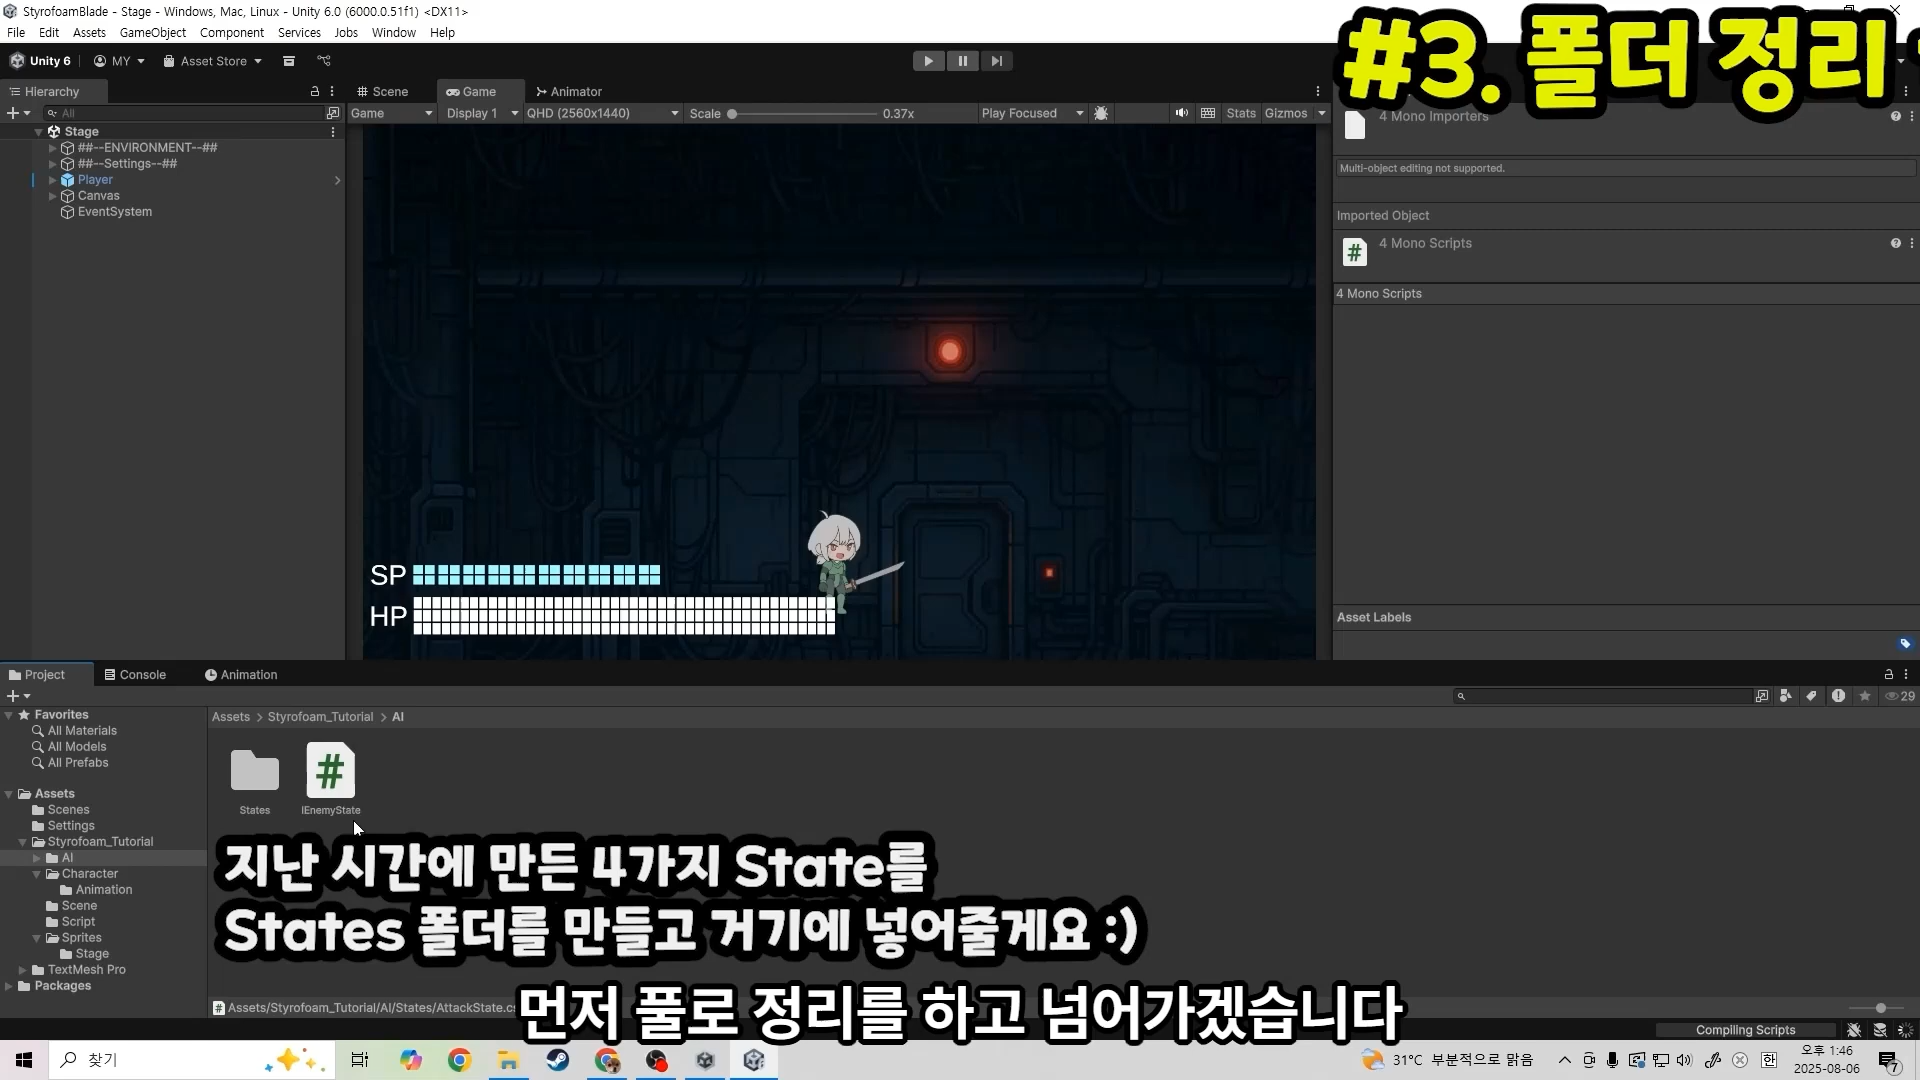 StyrofoamBlade - Stage - Windows, Mac, Linux - Unity 6.0 (6000.0.51f1) <DX11>
File Edit Assets GameObject Component Services Jobs Window Help
#3. 폴더 정리
Unity 6 MY Asset Store
Hierarchy
Scene Game Animator
All
Game Display 1 QHD (2560x1440) Scale 0.37x Play Focused Stats Gizmos
4 Mono Importers
Stage
##--ENVIRONMENT--##
##--Settings--##
Player
Canvas
EventSystem
Multi-object editing not supported.
Imported Object
4 Mono Scripts
4 Mono Scripts
SP
HP
Asset Labels
Project Console Animation
29
Favorites
All Materials
All Models
All Prefabs
Assets
Scenes
Settings
Styrofoam_Tutorial
AI
Character
Animation
Scene
Script
Sprites
Stage
TextMesh Pro
Packages
Assets > Styrofoam_Tutorial > AI
States
IEnemyState
지난 시간에 만든 4가지 State를
States 폴더를 만들고 거기에 넣어줄게요 :)
Assets/Styrofoam_Tutorial/AI/States/AttackState.cs
먼저 풀로 정리를 하고 넘어가겠습니다
Compiling Scripts
찾기
31°C 부분적으로 맑음
한
오후 1:46
2025-08-06
7